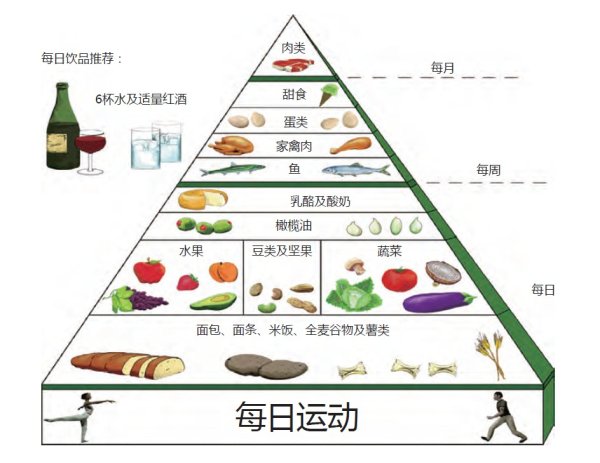 肉类
每日饮品推荐：
每月
甜食
6杯水及适量红酒
蛋类
家禽肉
鱼
每周
乳酪及酸奶
橄榄油
水果
豆类及坚果
蔬菜
每日
面包、面条、米饭、全麦谷物及薯类
每日运动